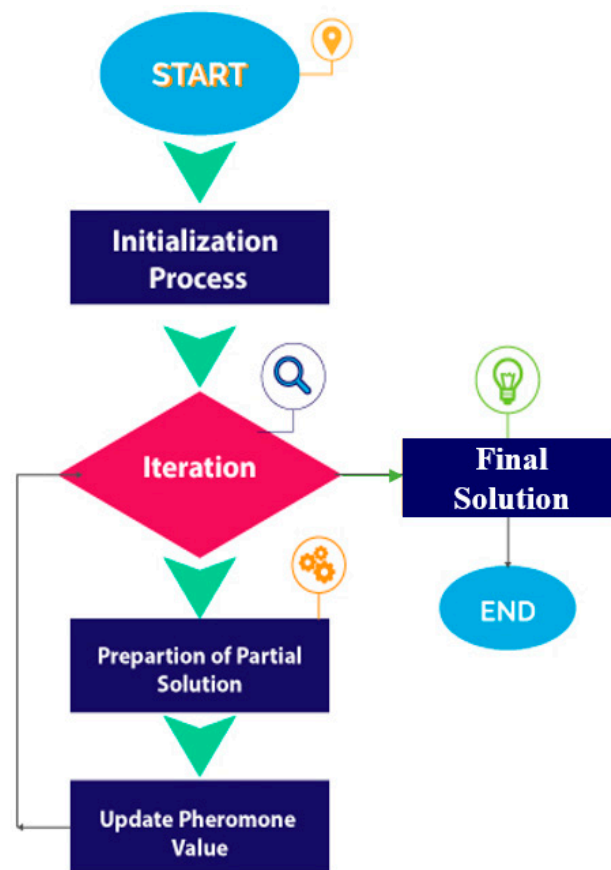 START
Initialization
Process
Iteration
Final
Solution
Prepartion of Partial
Solution
END
Update Pheromone
Value